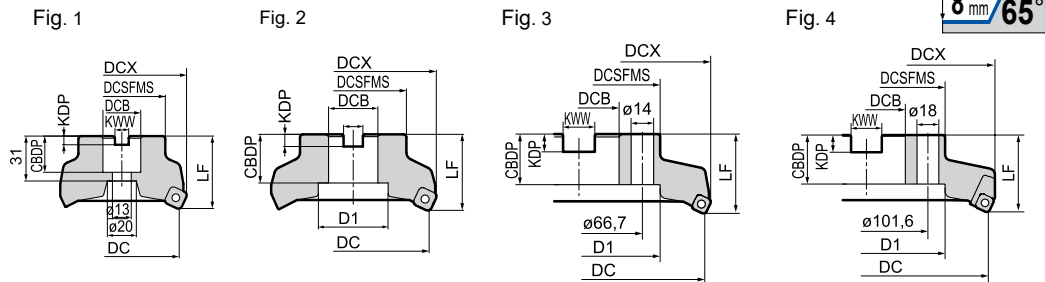 Fig. 1
Fig. 2
Fig. 3
Fig. 4
8 mm 65°
DCX
DCSFMS
DCB
KWW
KDP
31
CBDP
LF
ø13
ø20
DC
DCX
DCSFMS
DCB
KWW
KDP
CBDP
LF
D1
DC
DCX
DCSFMS
DCB
ø14
KWW
CBDP
KDP
LF
ø66,7
D1
DC
DCX
DCSFMS
DCB
ø18
KWW
CBDP
KDP
LF
ø101,6
D1
DC